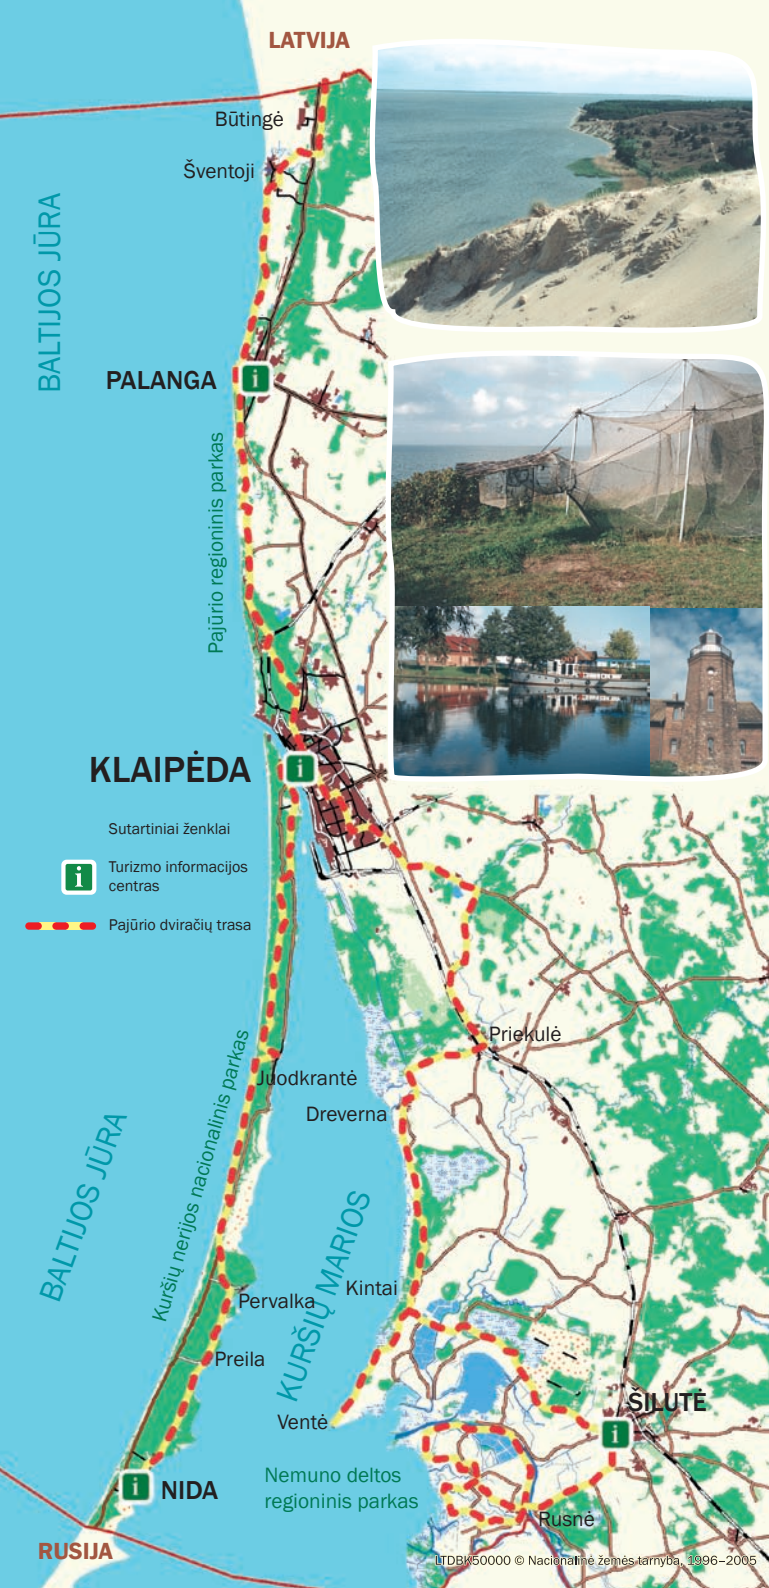 LATVIJA
Būtingė
Šventoji
BALTIJOS JŪRA
PALANGA
Pajūrio regioninis parkas
KLAIPĖDA
Sutartiniai ženklai
Turizmo informacijos
centras
Pajūrio dviračių trasa
Priekulė
Juodkrantė
Dreverna
Kuršių nerijos nacionalinis parkas
BALTIJOS JŪRA
KURŠIŲ MARIOS
Kintai
Pervalka
Preila
Ventė
ŠILUTĖ
NIDA
Nemuno deltos
regioninis parkas
Rusnė
RUSIJA
LTDBK50000 © Nacionalinė žemės tarnyba, 1996–2005